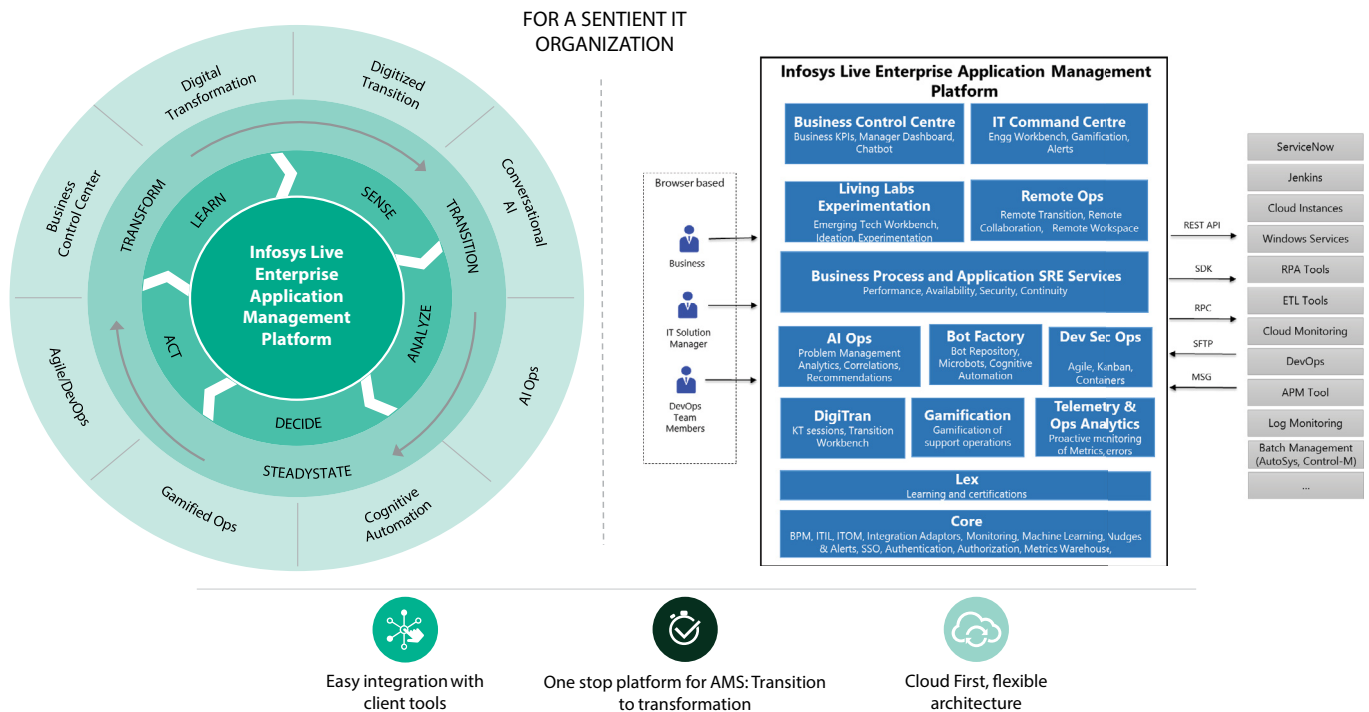 FOR A SENTIENT IT
ORGANIZATION
Digital
Transformation
Digitized
Transition
Conversational
AI
AI Ops
Cognitive
Automation
Gamified Ops
Agile/DevOps
Business
Control Center
TRANSFORM
TRANSITION
STEADYSTATE
LEARN
SENSE
ANALYZE
DECIDE
ACT
Infosys Live
Enterprise
Application
Management
Platform
Browser based
Business
IT Solution
Manager
DevOps
Team
Members
Infosys Live Enterprise Application Management
Platform
Business Control Centre
Business KPIs, Manager Dashboard,
Chatbot
IT Command Centre
Engg Workbench, Gamification,
Alerts
Living Labs
Experimentation
Emerging Tech Workbench,
Ideation, Experimentation
Remote Ops
Remote Transition, Remote
Collaboration, Remote Workspace
Business Process and Application SRE Services
Performance, Availability, Security, Continuity
AI Ops
Problem Management
Analytics, Correlations,
Recommendations
Bot Factory
Bot Repository,
Microbots, Cognitive
Automation
Dev Sec Ops
Agile, Kanban,
Containers
DigiTran
KT sessions, Transition
Workbench
Gamification
Gamification of
support operations
Telemetry &
Ops Analytics
Proactive monitoring
of Metrics, errors
Lex
Learning and certifications
Core
BPM, ITIL, ITOM, Integration Adaptors, Monitoring, Machine Learning, Nudges
& Alerts, SSO, Authentication, Authorization, Metrics Warehouse,
REST API
SDK
RPC
SFTP
MSG
ServiceNow
Jenkins
Cloud Instances
Windows Services
RPA Tools
ETL Tools
Cloud Monitoring
DevOps
APM Tool
Log Monitoring
Batch Management
(AutoSys, Control-M)
...
Easy integration with
client tools
One stop platform for AMS: Transition
to transformation
Cloud First, flexible
architecture